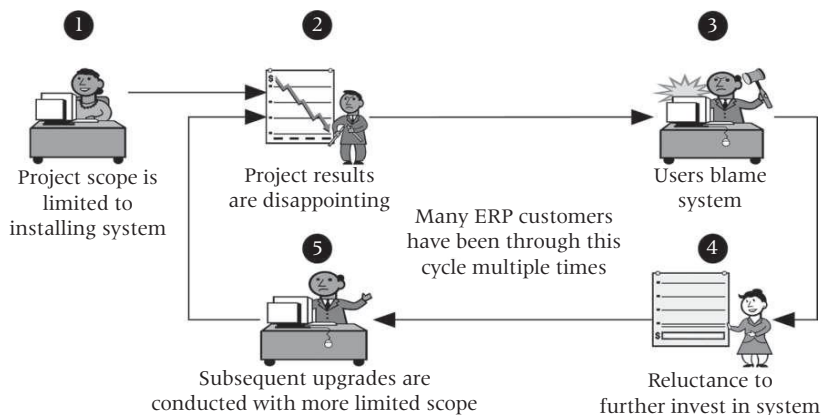 1
2
3
$
Project scope is
limited to
installing system
Project results
are disappointing
Users blame
system
Many ERP customers
have been through this
cycle multiple times
5
4
$
Subsequent upgrades are
conducted with more limited scope
Reluctance to
further invest in system